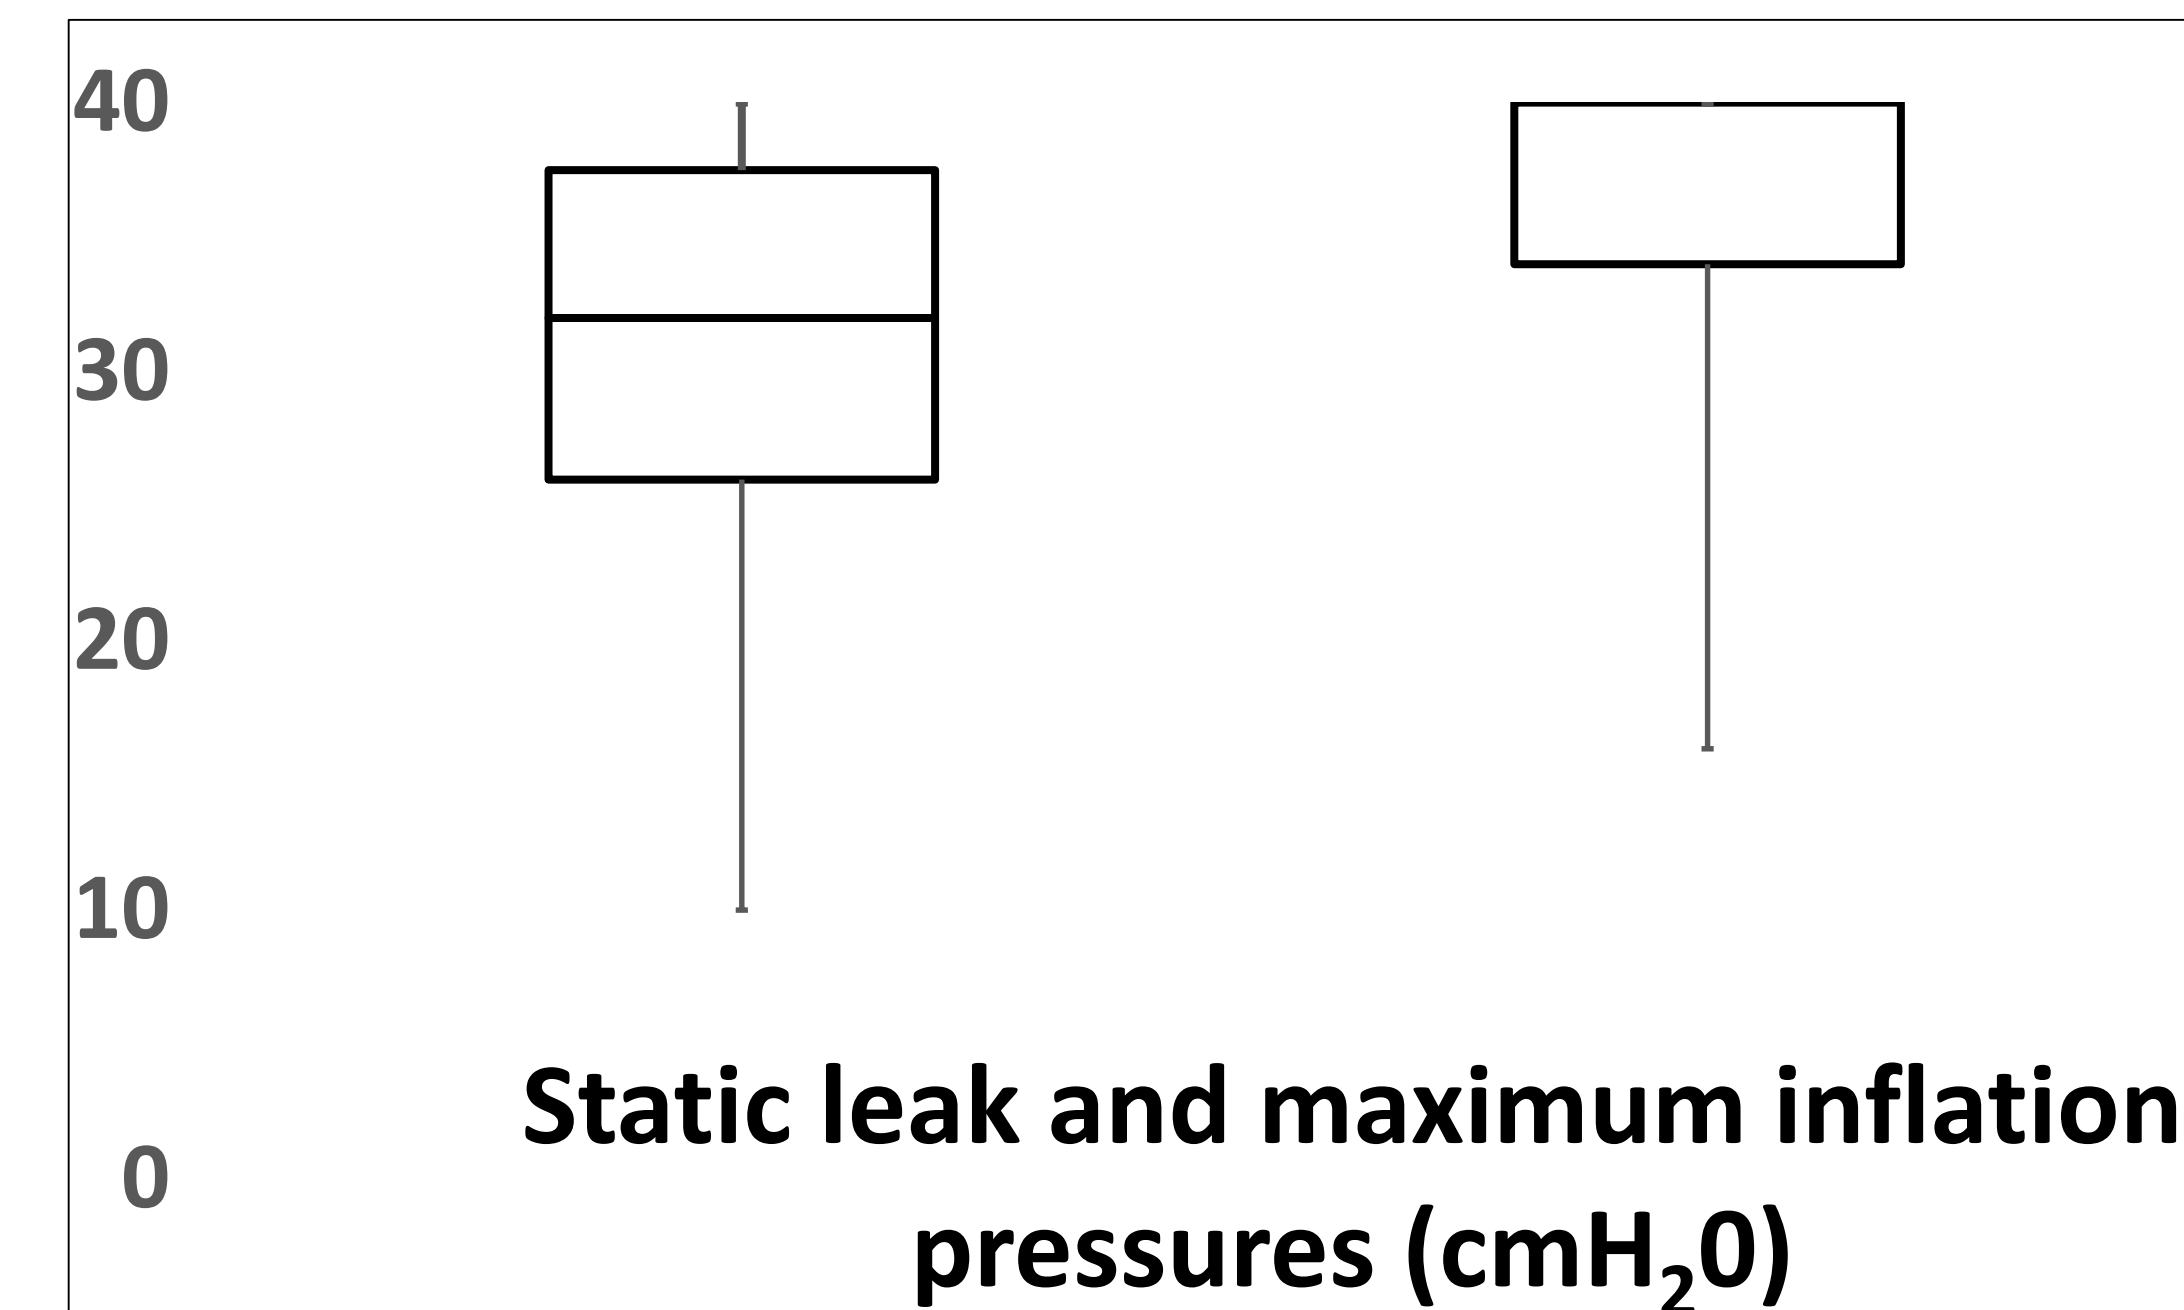 40
30
20
10
0
Static leak and maximum inflation
pressures (cmH₂0)